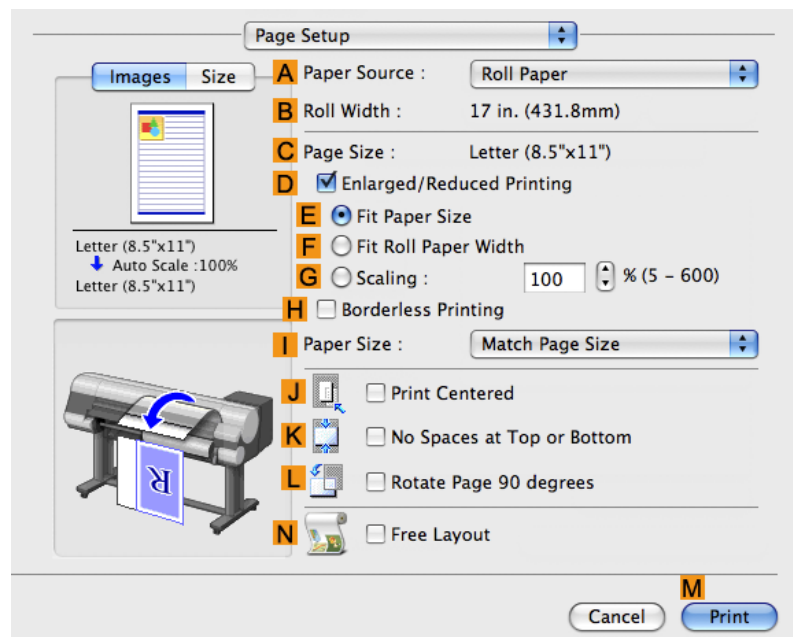 Page Setup
Images Size
A Paper Source : Roll Paper
B Roll Width : 17 in. (431.8mm)
C Page Size : Letter (8.5"x11")
D Enlarged/Reduced Printing
E Fit Paper Size
F Fit Roll Paper Width
G Scaling : 100 % (5 - 600)
Letter (8.5"x11")
Auto Scale :100%
Letter (8.5"x11")
H Borderless Printing
I Paper Size : Match Page Size
J Print Centered
K No Spaces at Top or Bottom
L Rotate Page 90 degrees
R
N Free Layout
M
Cancel Print